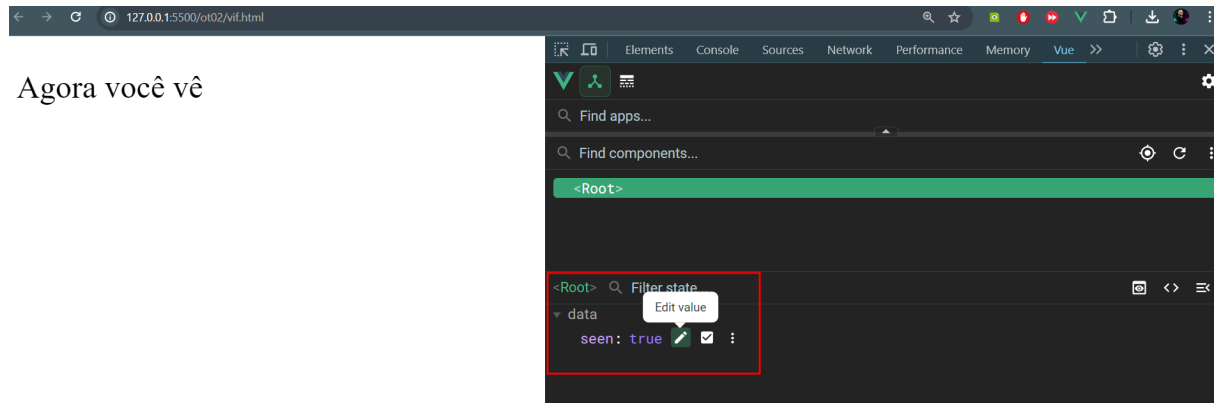 127.0.0.1:5500/ot02/vif.html
Agora você vê
Elements Console Sources Network Performance Memory Vue
Find apps...
Find components...
<Root>
<Root> Filter state...
Edit value
data
seen: true